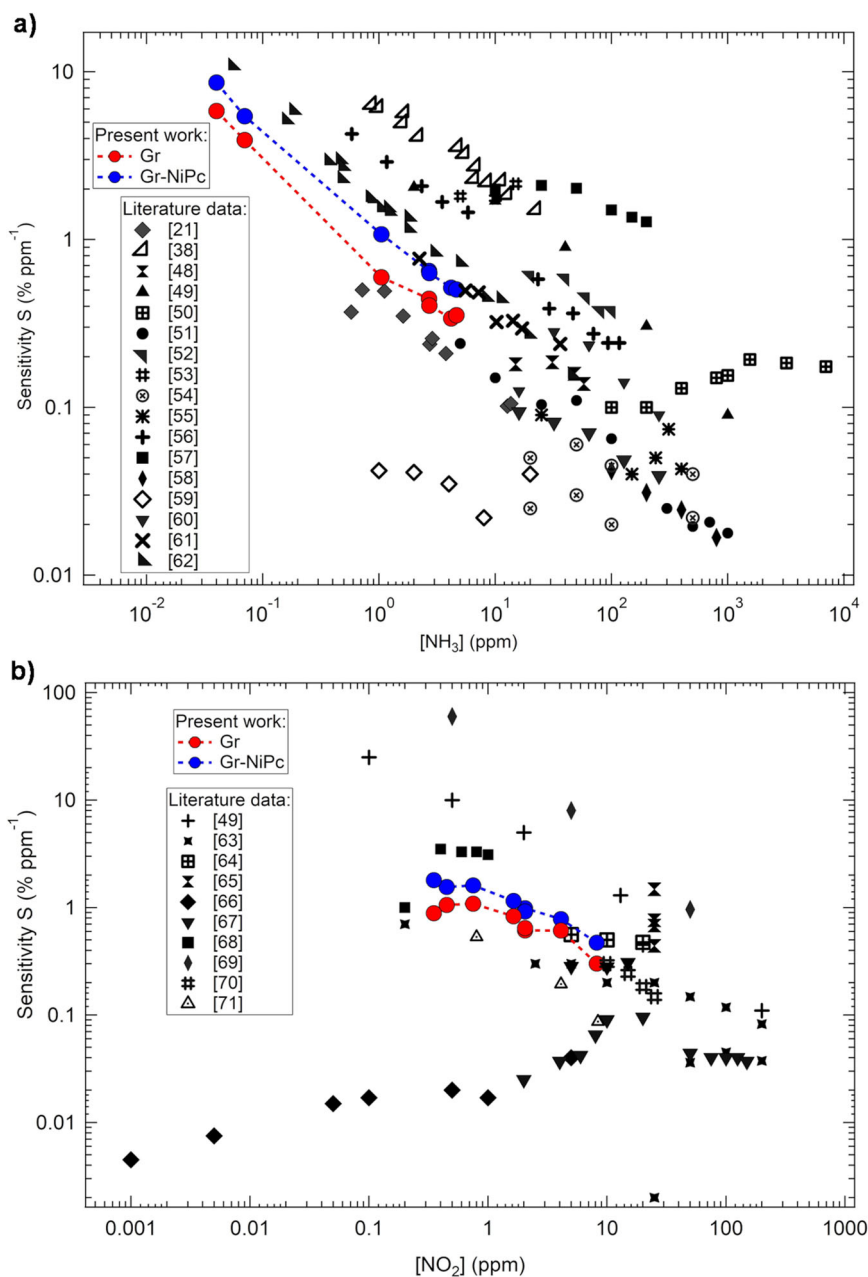 a)
10
1
0.1
0.01
Sensitivity S (% ppm⁻¹)
Present work:
Gr
Gr-NiPc
Literature data:
[21]
[38]
[48]
[49]
[50]
[51]
[52]
[53]
[54]
[55]
[56]
[57]
[58]
[59]
[60]
[61]
[62]
10⁻² 10⁻¹ 10⁰ 10¹ 10² 10³ 10⁴
[NH₃] (ppm)
b)
100
10
1
0.1
0.01
Sensitivity S (% ppm⁻¹)
Present work:
Gr
Gr-NiPc
Literature data:
[49]
[63]
[64]
[65]
[66]
[67]
[68]
[69]
[70]
[71]
0.001 0.01 0.1 1 10 100 1000
[NO₂] (ppm)